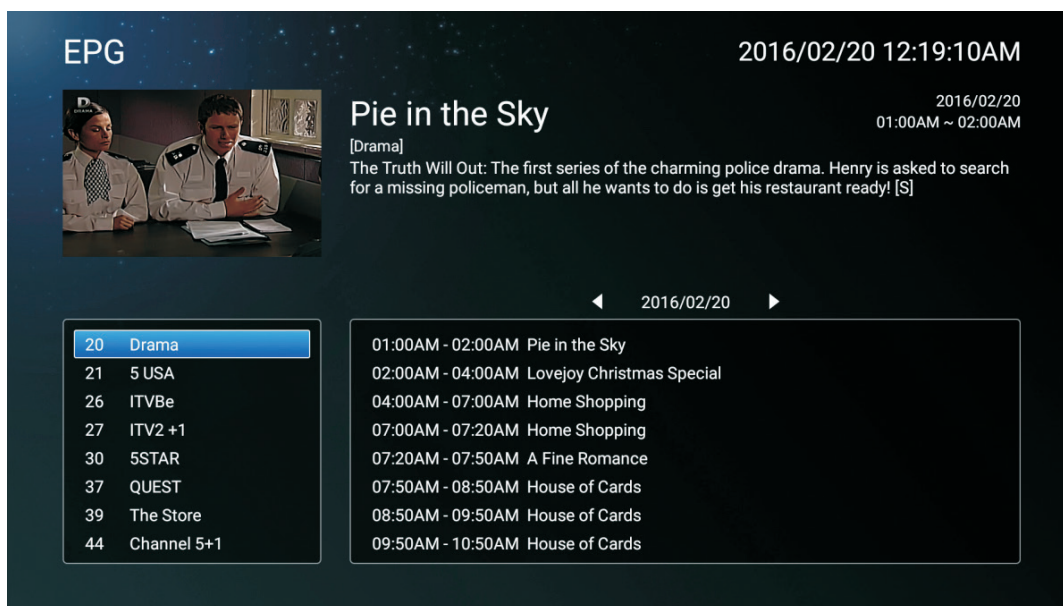 EPG
2016/02/20 12:19:10AM
D
DRAMA
Pie in the Sky
2016/02/20
01:00AM ~ 02:00AM
[Drama]
The Truth Will Out: The first series of the charming police drama. Henry is asked to search
for a missing policeman, but all he wants to do is get his restaurant ready! [S]
2016/02/20
20 Drama
21 5 USA
26 ITVBe
27 ITV2 +1
30 5STAR
37 QUEST
39 The Store
44 Channel 5+1
01:00AM - 02:00AM Pie in the Sky
02:00AM - 04:00AM Lovejoy Christmas Special
04:00AM - 07:00AM Home Shopping
07:00AM - 07:20AM Home Shopping
07:20AM - 07:50AM A Fine Romance
07:50AM - 08:50AM House of Cards
08:50AM - 09:50AM House of Cards
09:50AM - 10:50AM House of Cards